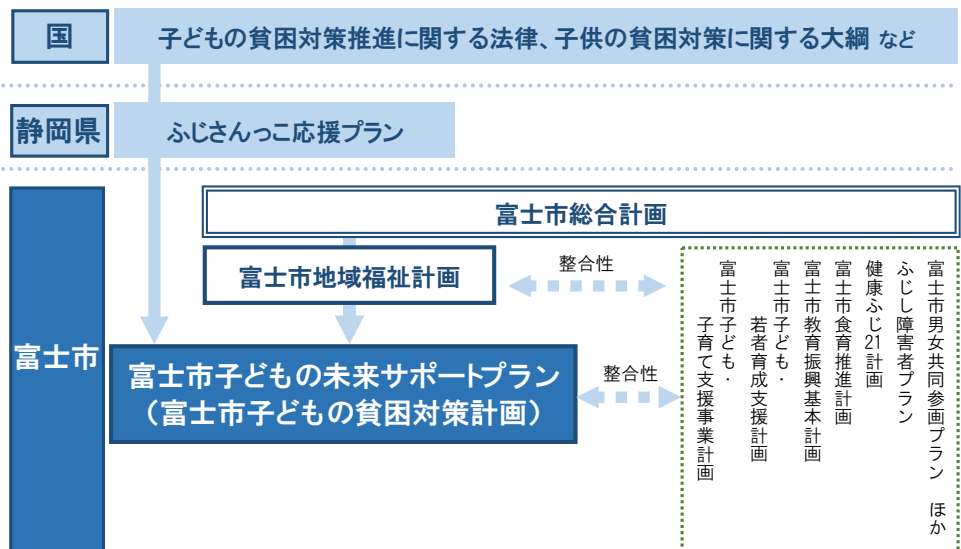 国
子どもの貧困対策推進に関する法律、子供の貧困対策に関する大綱 など
静岡県
ふじさんっこ応援プラン
富士市
富士市総合計画
富士市地域福祉計画
整合性
富士市子どもの未来サポートプラン
（富士市子どもの貧困対策計画）
整合性
富士市男女共同参画プラン ほか
ふじし障害者プラン
健康ふじ21計画
富士市食育推進計画
富士市教育振興基本計画
富士市子ども・
若者育成支援計画
富士市子ども・
子育て支援事業計画